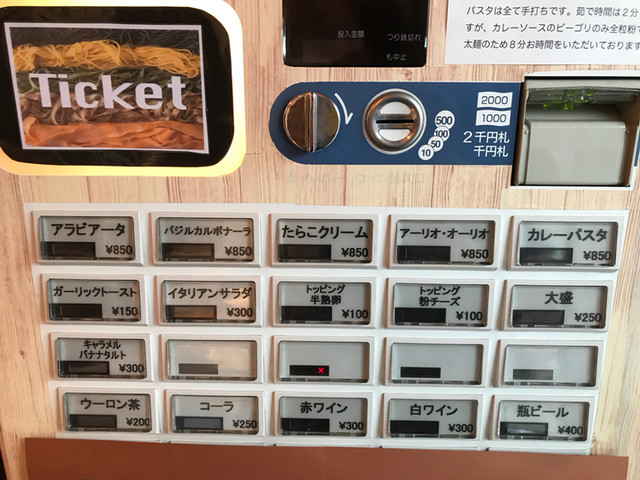 Ticket
投入金額
つり銭切れ
札中止
パスタは全て手打ちです。茹で時間は2分
すが、カレーソースのピーゴリのみ全粒粉で
太麺のため8分お時間をいただいております
2000
1000
500
100
50
10
2千円札
千円札
アラビアータ
¥850
バジルカルボナーラ
¥850
たらこクリーム
¥850
アーリオ・オーリオ
¥850
カレーパスタ
¥850
ガーリックトースト
¥150
イタリアンサラダ
¥300
トッピング
半熟卵
¥100
トッピング
粉チーズ
¥100
大盛
¥250
キャラメル
バナナタルト
¥300
ウーロン茶
¥200
コーラ
¥250
赤ワイン
¥300
白ワイン
¥300
瓶ビール
¥400